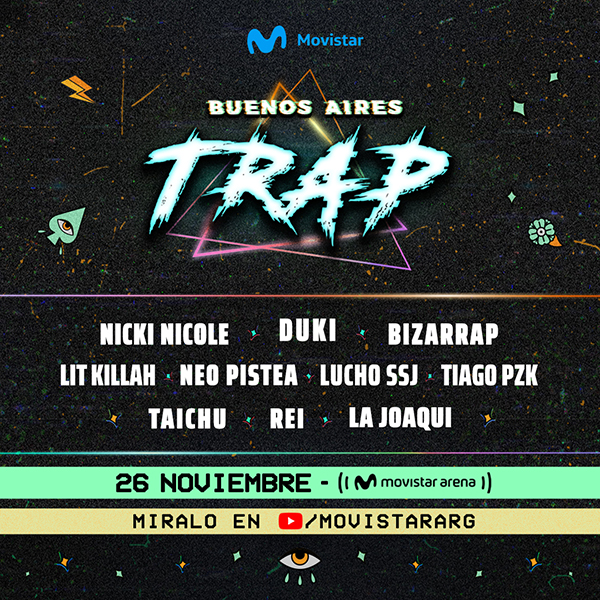 Movistar
BUENOS AIRES
TRAP
NICKI NICOLE DUKI BIZARRAP
LIT KILLAH · NEO PISTEA · LUCHO SSJ · TIAGO PZK
TAICHU REI LA JOAQUI
26 NOVIEMBRE - ((M movistar arena))
MIRALO EN /MOVISTARARG